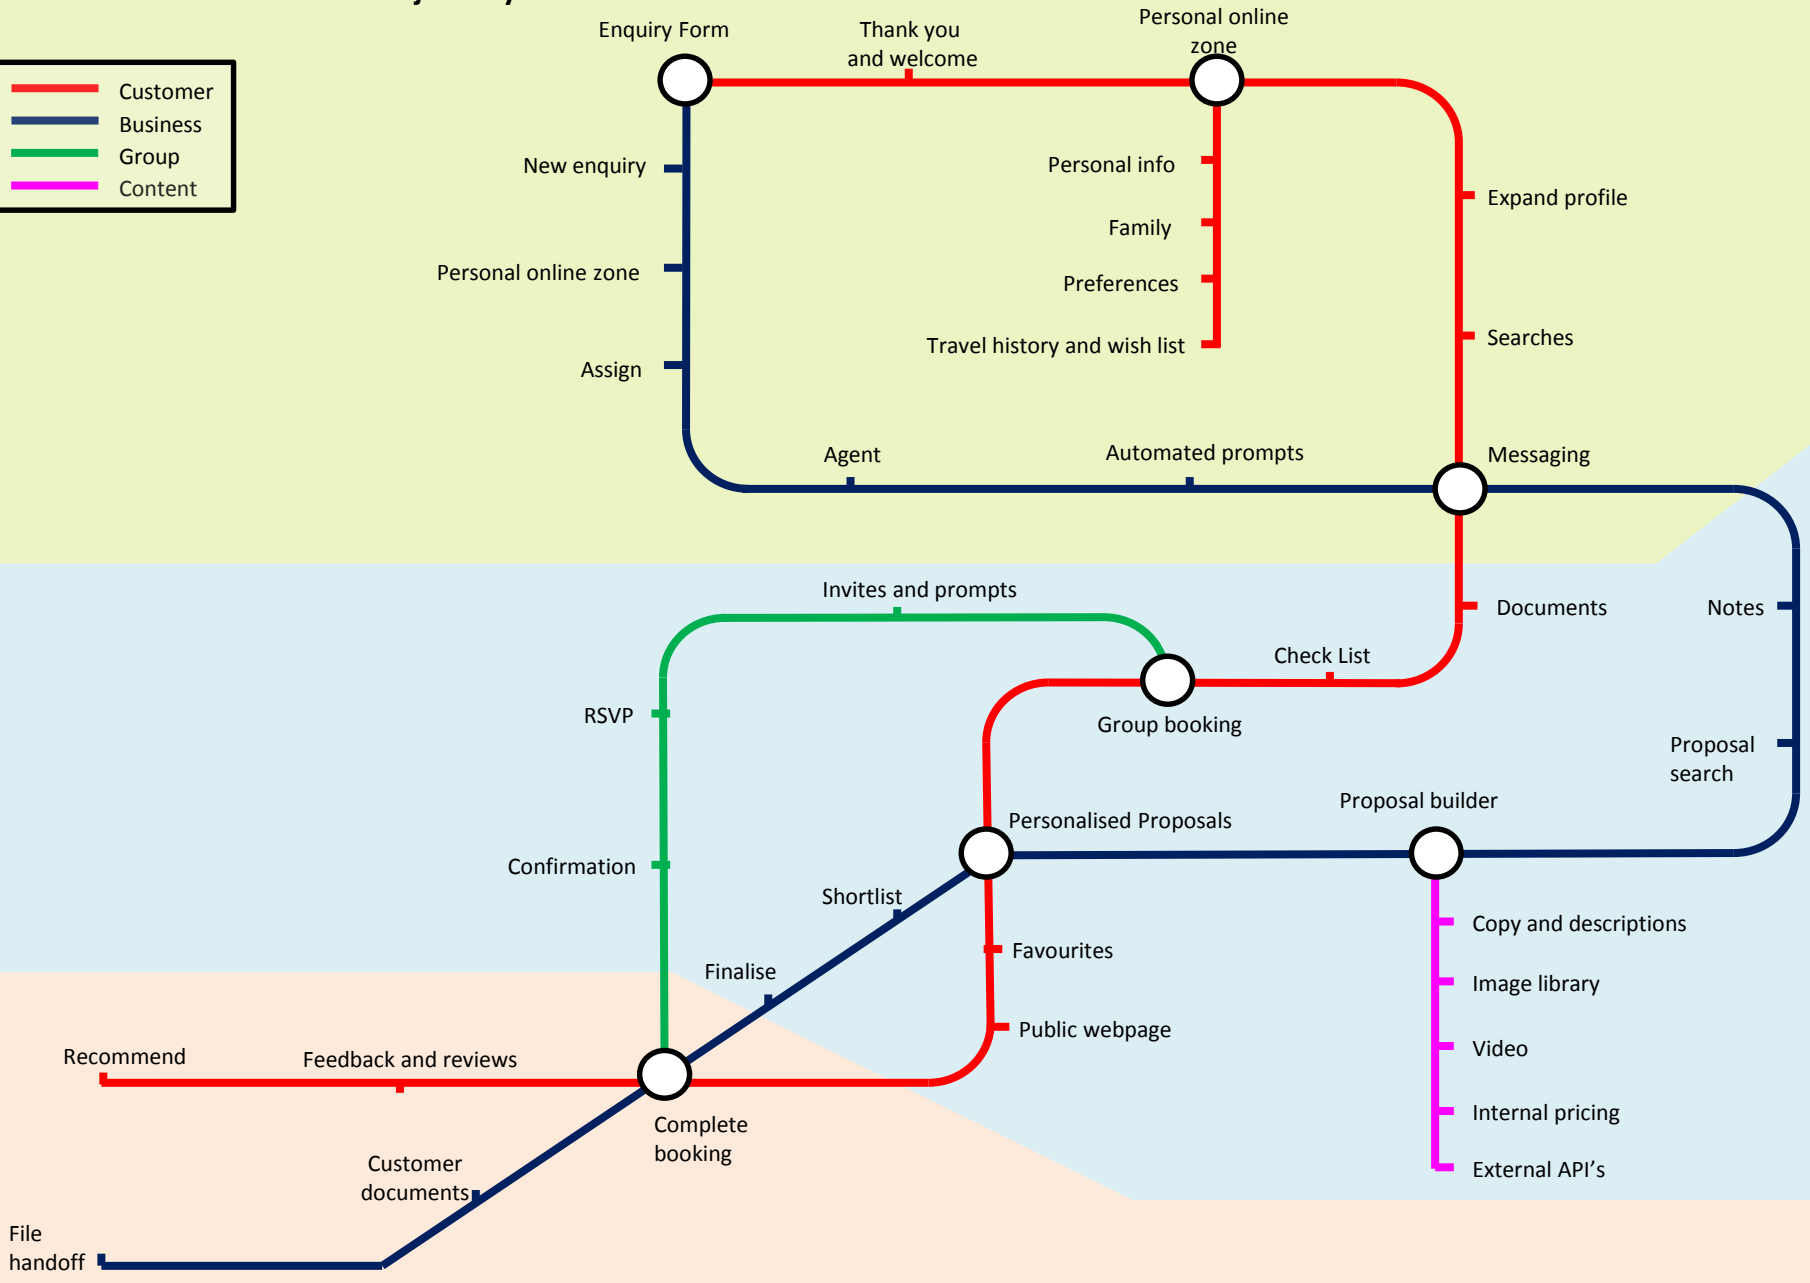 Enquiry Form
Thank you
and welcome
Personal online
zone
Customer
Business
Group
Content
New enquiry
Personal info
Expand profile
Family
Personal online zone
Preferences
Searches
Travel history and wish list
Assign
Agent
Automated prompts
Messaging
Invites and prompts
Documents
Notes
Check List
RSVP
Group booking
Proposal
search
Proposal builder
Personalised Proposals
Confirmation
Shortlist
Copy and descriptions
Favourites
Finalise
Image library
Public webpage
Video
Recommend
Feedback and reviews
Internal pricing
Complete
booking
Customer
documents
External API's
File
handoff